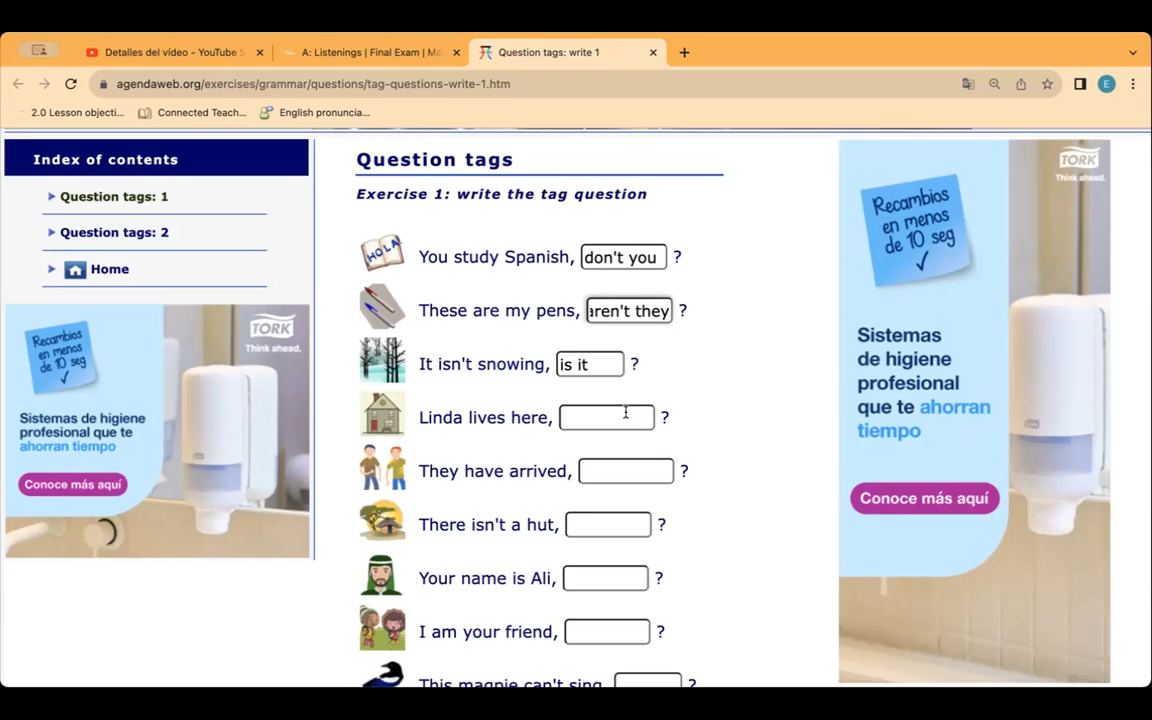 Detalles del vídeo - YouTube S
A: Listenings | Final Exam | Ma
Question tags: write 1
agendaweb.org/exercises/grammar/questions/tag-questions-write-1.htm
E
2.0 Lesson objecti...
Connected Teach...
English pronuncia...
Index of contents
Question tags: 1
Question tags: 2
Home
Recambios
en menos
de 10 seg
TORK
Think ahead.
Sistemas de higiene
profesional que te
ahorran tiempo
Conoce más aquí
Question tags
Exercise 1: write the tag question
HOLA
You study Spanish, don't you ?
These are my pens, aren't they ?
It isn't snowing, is it ?
Linda lives here, ?
They have arrived, ?
There isn't a hut, ?
Your name is Ali, ?
I am your friend, ?
This magpie can't sing, ?
TORK
Think ahead.
Recambios
en menos
de 10 seg
Sistemas
de higiene
profesional
que te ahorran
tiempo
Conoce más aquí